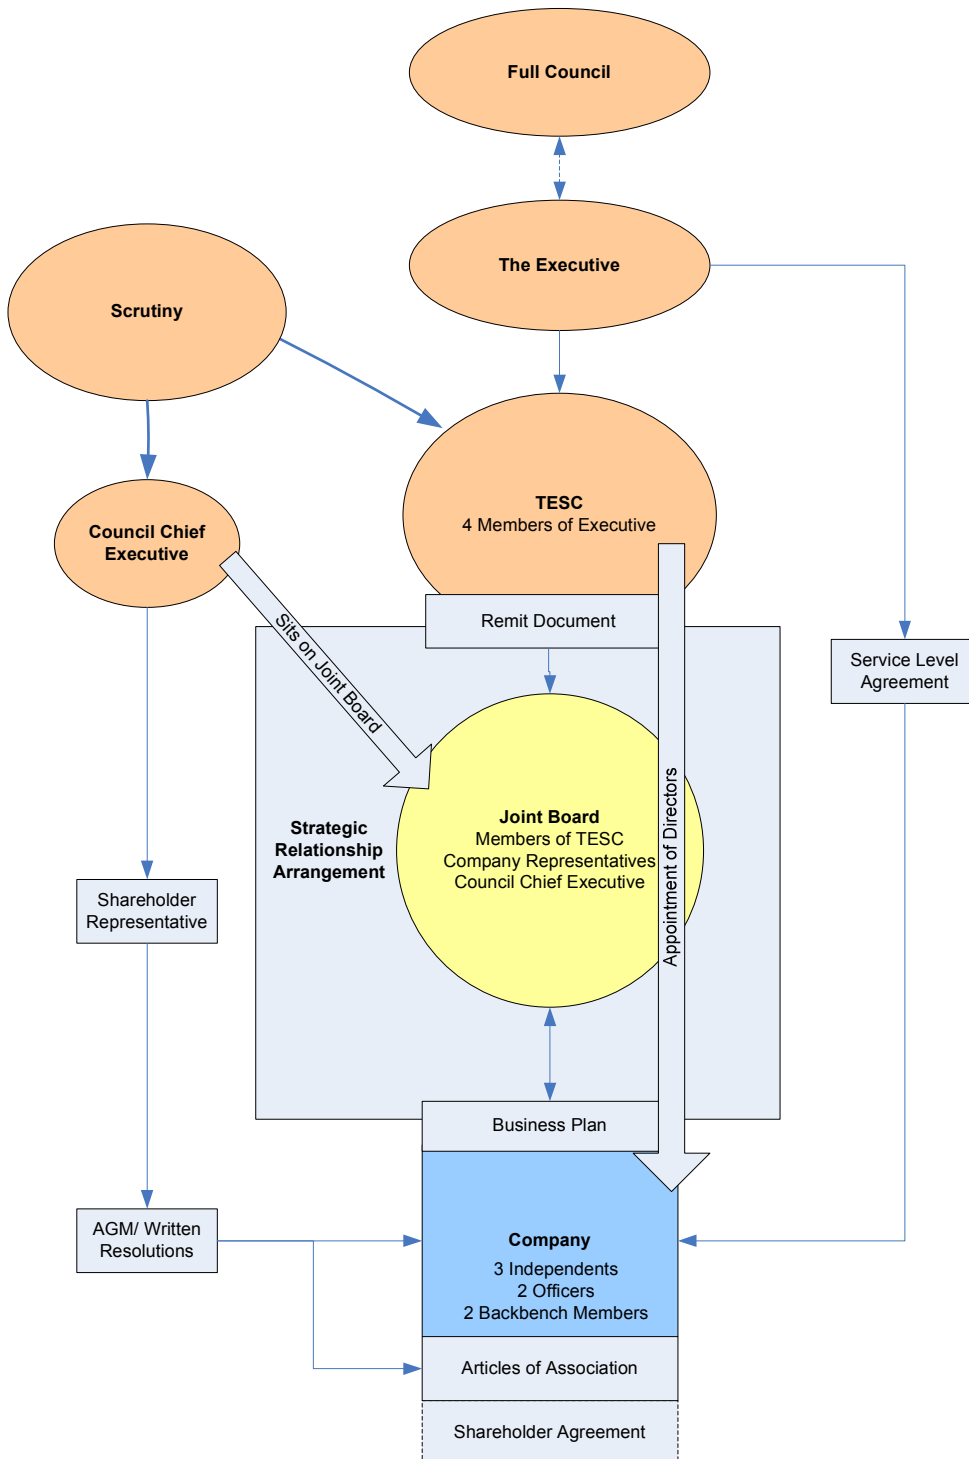 Full Council
The Executive
Scrutiny
TESC
4 Members of Executive
Council Chief
Executive
Remit Document
Sits on Joint Board
Service Level
Agreement
Appointment of Directors
Joint Board
Members of TESC
Company Representatives
Council Chief Executive
Strategic
Relationship
Arrangement
Shareholder
Representative
Business Plan
AGM/ Written
Resolutions
Company
3 Independents
2 Officers
2 Backbench Members
Articles of Association
Shareholder Agreement